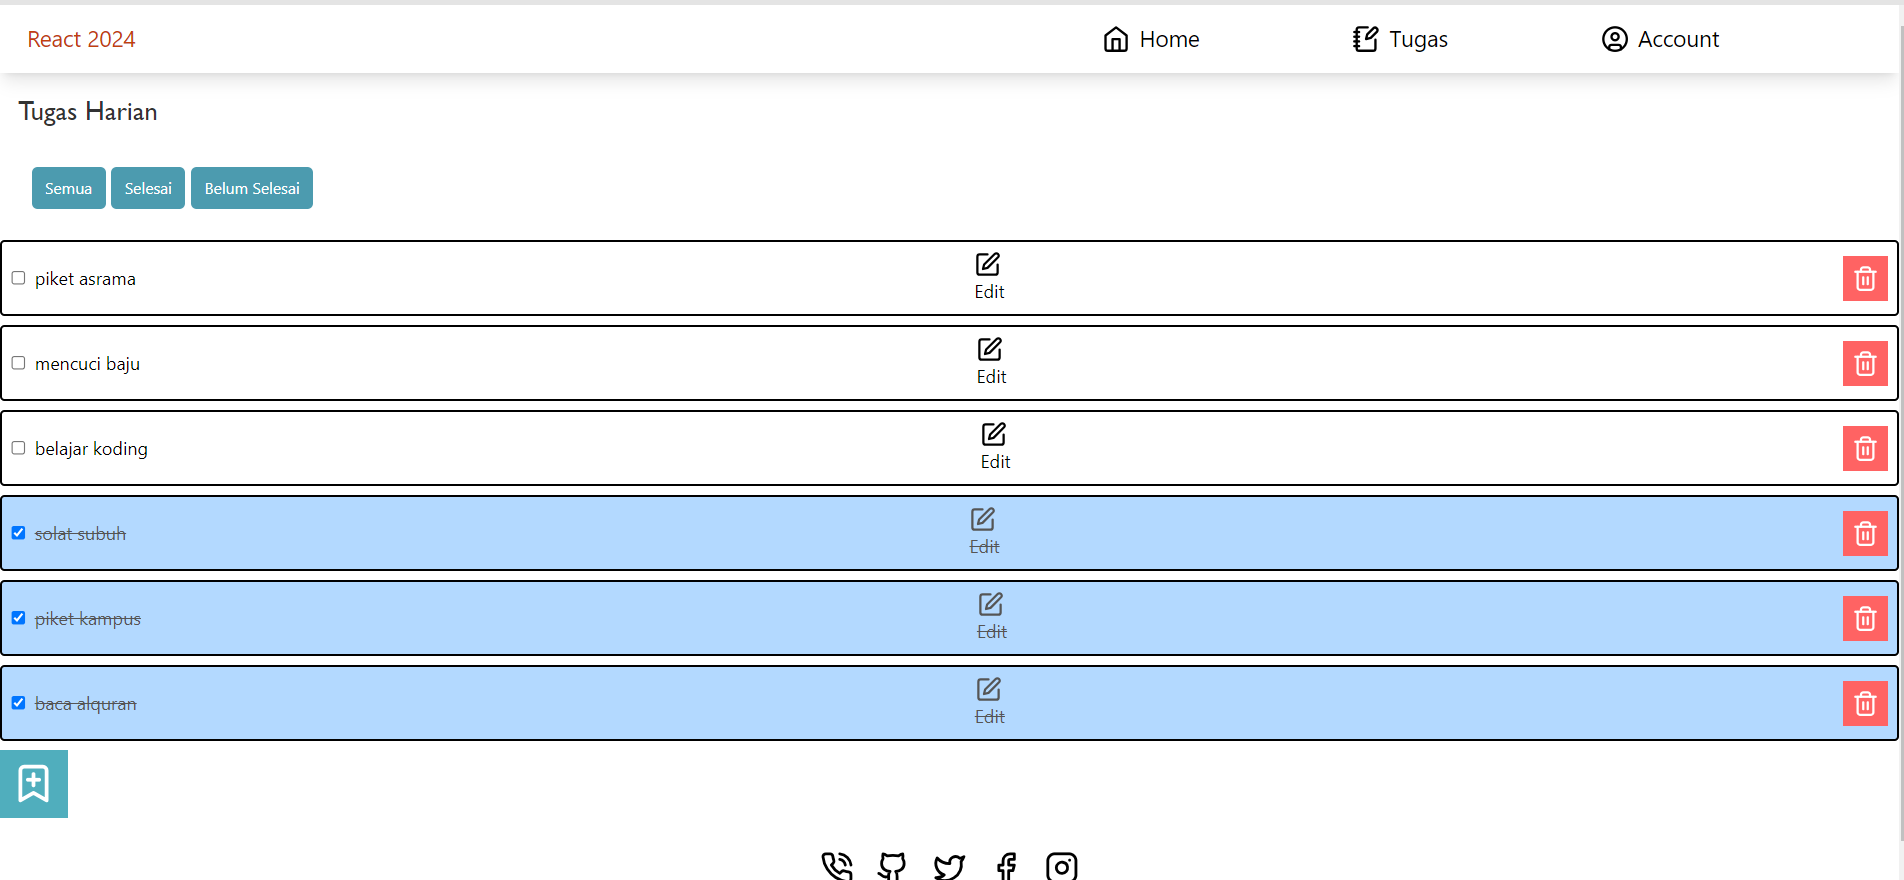 React 2024
Home
Tugas
Account
Tugas Harian
Semua
Selesai
Belum Selesai
piket asrama
Edit
mencuci baju
Edit
belajar koding
Edit
solat subuh
Edit
piket kampus
Edit
baca alquran
Edit